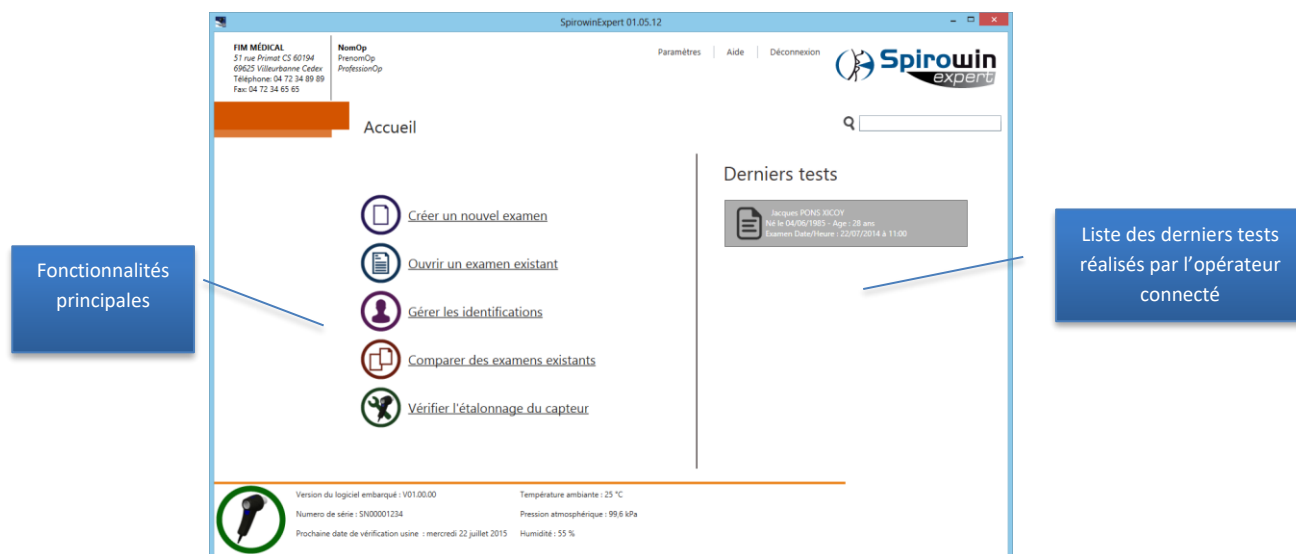 SpirowinExpert 01.05.12
FIM MÉDICAL
51 rue Primat CS 60194
69625 Villeurbanne Cedex
Téléphone: 04 72 34 89 89
Fax: 04 72 34 65 65
NomOp
PrenomOp
ProfessionOp
Paramètres
Aide
Déconnexion
Spirowin
expert
Accueil
Créer un nouvel examen
Ouvrir un examen existant
Gérer les identifications
Comparer des examens existants
Vérifier l'étalonnage du capteur
Derniers tests
Jacques PONS XICOY
Né le 04/06/1985 - Age : 28 ans
Examen Date/Heure : 22/07/2014 à 11:00
Fonctionnalités
principales
Liste des derniers tests
réalisés par l’opérateur
connecté
Version du logiciel embarqué : V01.00.00
Numero de série : SN00001234
Prochaine date de vérification usine : mercredi 22 juillet 2015
Température ambiante : 25 °C
Pression atmosphérique : 99,6 kPa
Humidité : 55 %